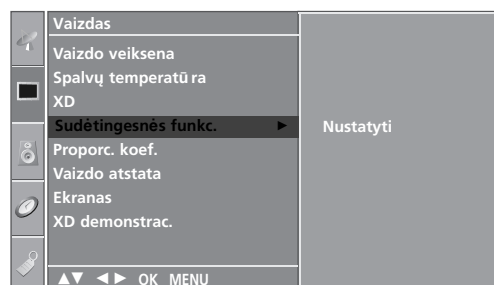 Vaizdas
Vaizdo veiksena
Spalvų temperatū ra
XD
Sudėtingesnės funkc. ► Nustatyti
Proporc. koef.
Vaizdo atstata
Ekranas
XD demonstrac.
▲▼ ◄► OK MENU